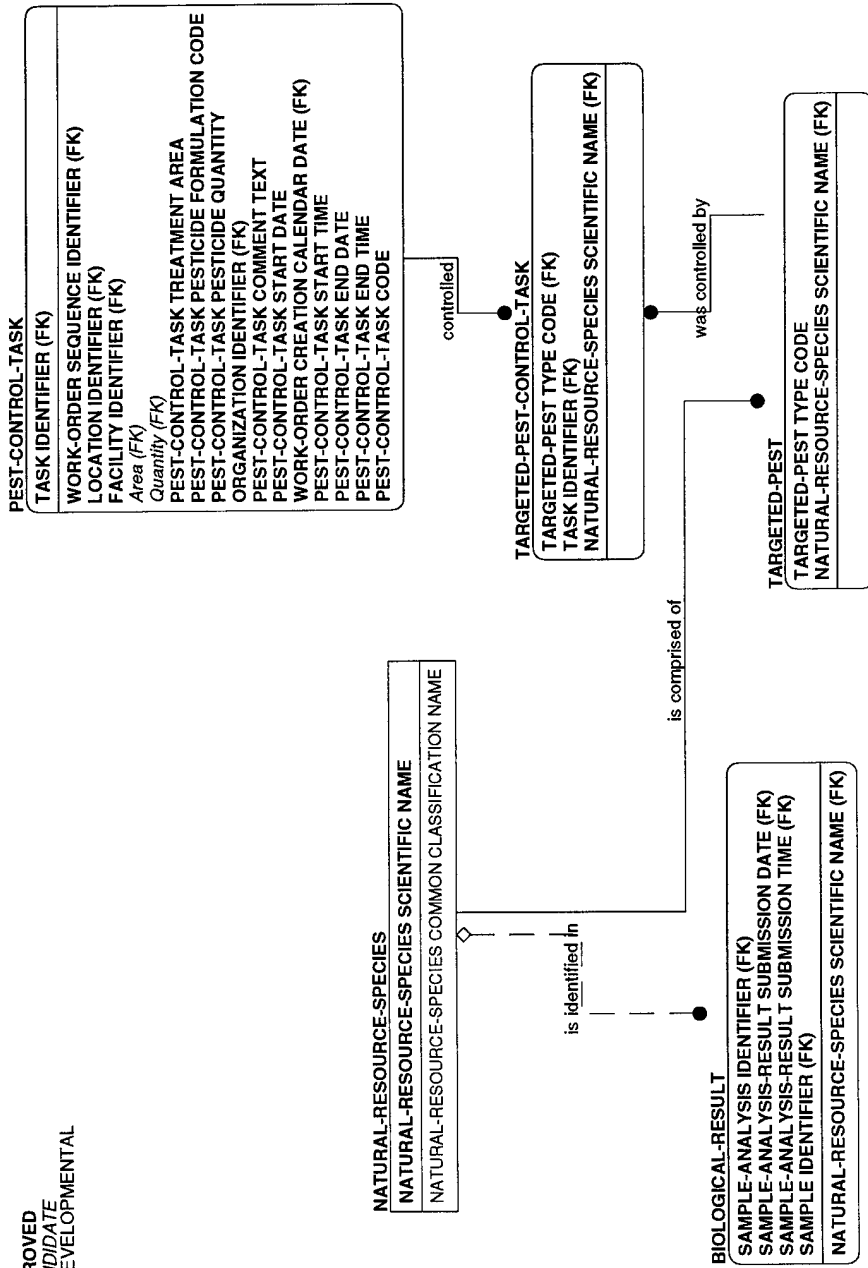 ROVED
NDIDATE
EVELOPMENTAL
PEST-CONTROL-TASK
TASK IDENTIFIER (FK)
WORK-ORDER SEQUENCE IDENTIFIER (FK)
LOCATION IDENTIFIER (FK)
FACILITY IDENTIFIER (FK)
Area (FK)
Quantity (FK)
PEST-CONTROL-TASK TREATMENT AREA
PEST-CONTROL-TASK PESTICIDE FORMULATION CODE
PEST-CONTROL-TASK PESTICIDE QUANTITY
ORGANIZATION IDENTIFIER (FK)
PEST-CONTROL-TASK COMMENT TEXT
PEST-CONTROL-TASK START DATE
WORK-ORDER CREATION CALENDAR DATE (FK)
PEST-CONTROL-TASK START TIME
PEST-CONTROL-TASK END DATE
PEST-CONTROL-TASK END TIME
PEST-CONTROL-TASK CODE
controlled
NATURAL-RESOURCE-SPECIES
NATURAL-RESOURCE-SPECIES SCIENTIFIC NAME
NATURAL-RESOURCE-SPECIES COMMON CLASSIFICATION NAME
TARGETED-PEST-CONTROL-TASK
TARGETED-PEST TYPE CODE (FK)
TASK IDENTIFIER (FK)
NATURAL-RESOURCE-SPECIES SCIENTIFIC NAME (FK)
is identified in
is comprised of
was controlled by
BIOLOGICAL-RESULT
SAMPLE-ANALYSIS IDENTIFIER (FK)
SAMPLE-ANALYSIS-RESULT SUBMISSION DATE (FK)
SAMPLE-ANALYSIS-RESULT SUBMISSION TIME (FK)
SAMPLE IDENTIFIER (FK)
NATURAL-RESOURCE-SPECIES SCIENTIFIC NAME (FK)
TARGETED-PEST
TARGETED-PEST TYPE CODE
NATURAL-RESOURCE-SPECIES SCIENTIFIC NAME (FK)